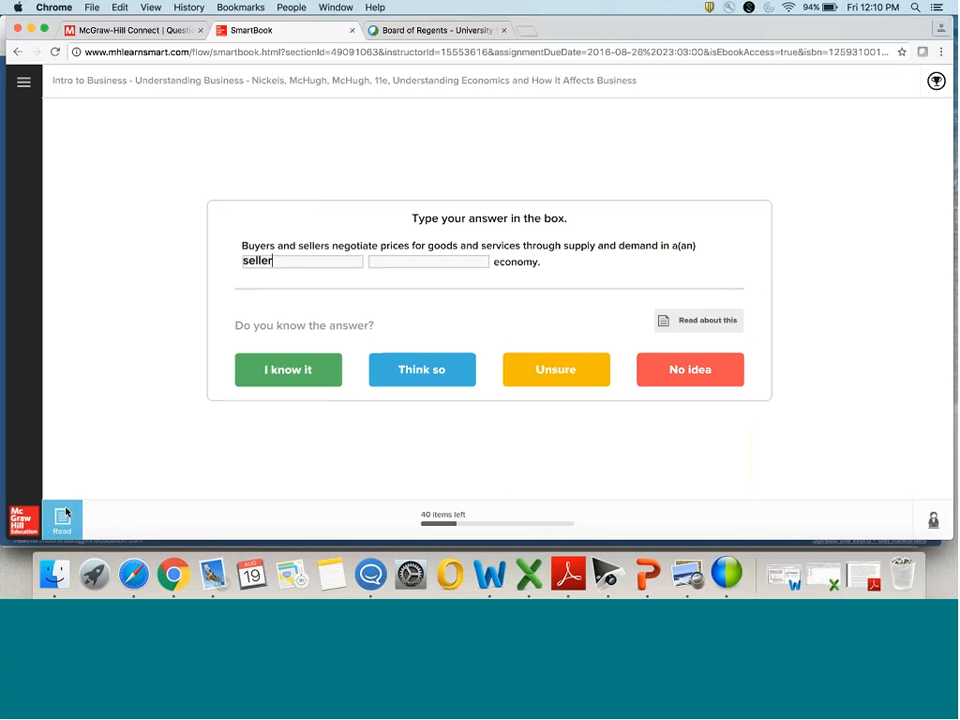 Chrome File Edit View History Bookmarks People Window Help 94% Fri 12:10 PM
McGraw-Hill Connect | Questi SmartBook Board of Regents - University
www.mhlearnsmart.com/flow/smartbook.html?sectionId=49091063&instructorId=15553616&assignmentDueDate=2016-08-26%2023:00&isEbookAccess=true&isbn=1259931001...
Intro to Business - Understanding Business - Nickels, McHugh, McHugh, 11e, Understanding Economics and How It Affects Business
Type your answer in the box.
Buyers and sellers negotiate prices for goods and services through supply and demand in a(an)
seller economy.
Do you know the answer?
Read about this
I know it Think so Unsure No idea
Mc
Graw
Hill
Education
Read
40 items left
AUG
19